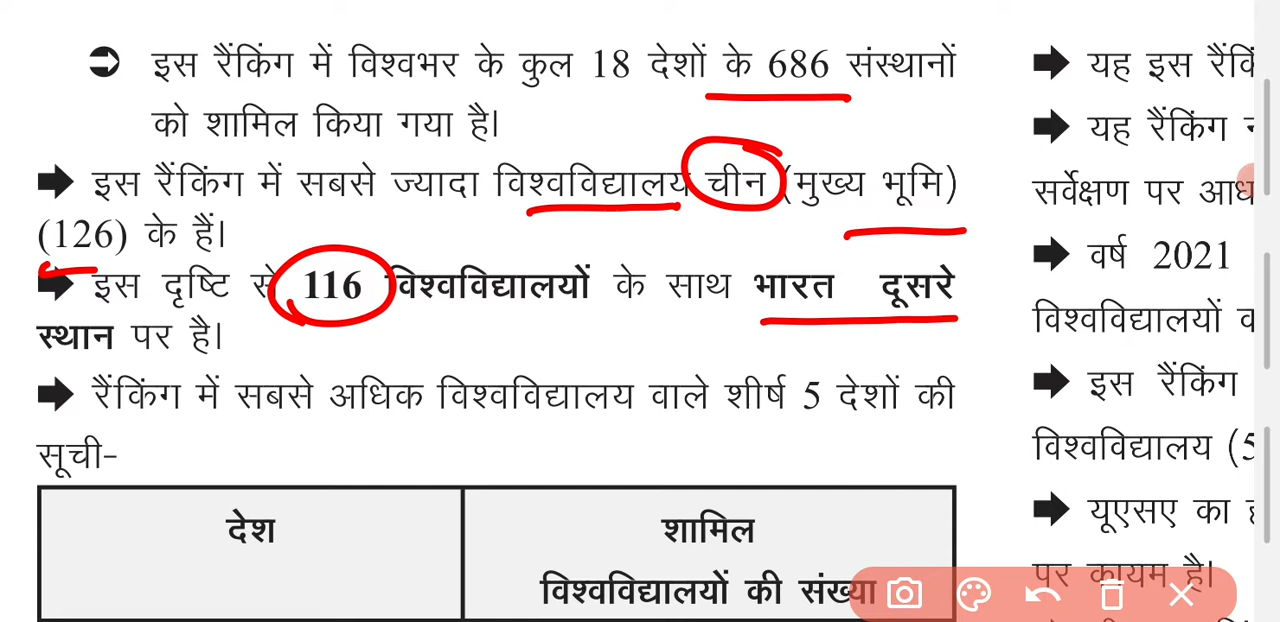 इस रैंकिंग में विश्वभर के कुल 18 देशों के 686 संस्थानों
को शामिल किया गया है।
इस रैंकिंग में सबसे ज्यादा विश्वविद्यालय चीन (मुख्य भूमि)
(126) के हैं।
इस दृष्टि से 116 विश्वविद्यालयों के साथ भारत दूसरे
स्थान पर है।
रैंकिंग में सबसे अधिक विश्वविद्यालय वाले शीर्ष 5 देशों की
सूची-
देश
शामिल
विश्वविद्यालयों की संख्या
यह इस
यह रैंकिंग
सर्वेक्षण पर
वर्ष 2021
विश्वविद्यालयों
इस रैंकिंग
विश्वविद्यालय (5
यूएसए का
पर कायम है।